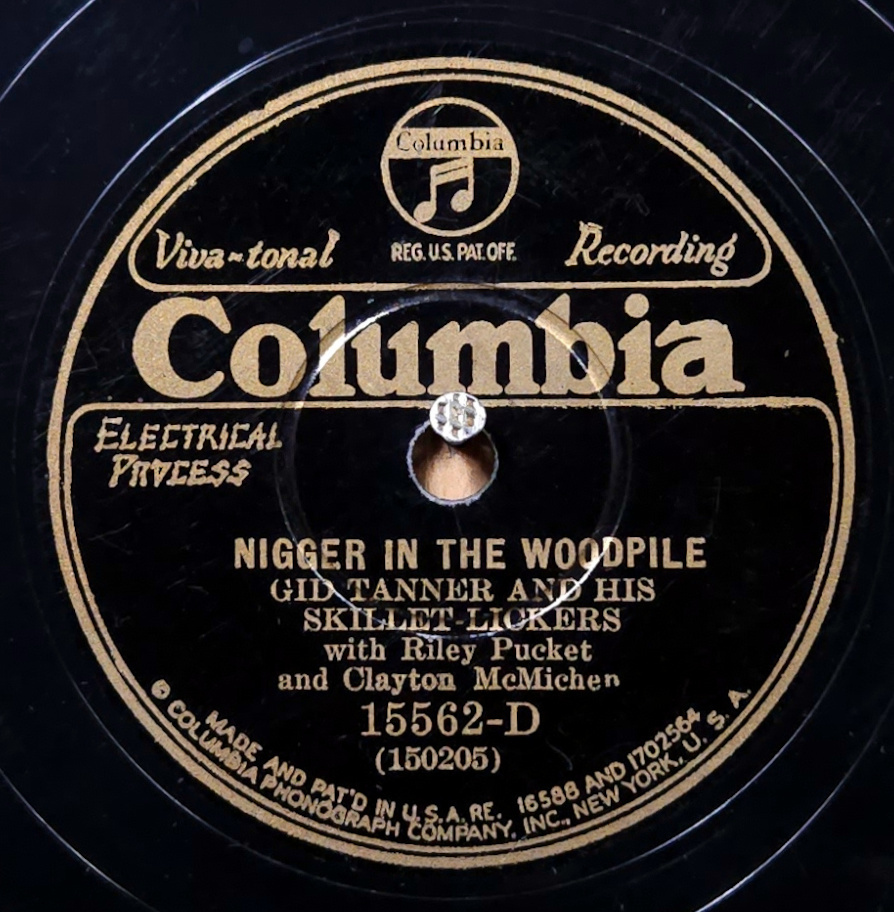 Columbia
Viva-tonal REG. U.S. PAT. OFF. Recording
Columbia
ELECTRICAL
PROCESS
NIGGER IN THE WOODPILE
GID TANNER AND HIS
SKILLET-LICKERS
with Riley Pucket
and Clayton McMichen
15562-D
(150205)
MADE AND PAT'D IN U.S.A. RE. 16588 AND 1702564
© COLUMBIA PHONOGRAPH COMPANY, INC., NEW YORK, U. S. A.